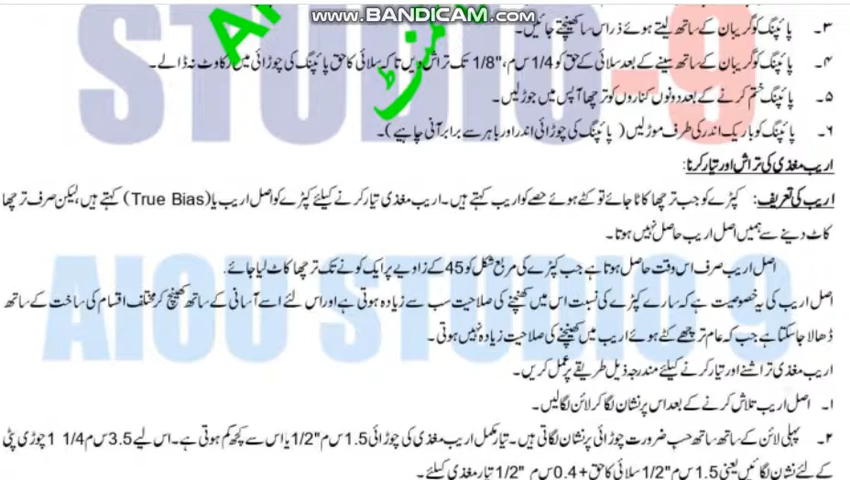 www.BANDICAM.com
STUDIO-9
۳۔ پائپنگ کو گریبان کے ساتھ لیتے ہوئے ذرا سا کھینچتے جائیں۔
۴۔ پائپنگ کو گریبان کے ساتھ سینے کے بعد سلائی کے حق کو 1/4 س م، "1/8 تک تراش دیں تاکہ سلائی کا حق پائپنگ کی چوڑائی میں رکاوٹ نہ ڈالے۔
۵۔ پائپنگ ختم کرنے کے بعد دونوں کناروں کو ترچھا آپس میں جوڑ لیں۔
۶۔ پائپنگ کو باریک اندر کی طرف موڑ لیں (پائپنگ کی چوڑائی اندر اور باہر سے برابر آنی چاہیے)۔
اریب مغذی کی تراش اور تیار کرنا:
اریب کی تعریف: کپڑے کو جب ترچھا کاٹا جائے تو کٹے ہوئے حصے کو اریب کہتے ہیں۔ اریب مغذی تیار کرنے کیلئے کپڑے کو اصل اریب یا (True Bias) کہتے ہیں، لیکن صرف ترچھا
کاٹ دینے سے ہمیں اصل اریب حاصل نہیں ہوتا۔
اصل اریب صرف اس وقت حاصل ہوتا ہے جب کپڑے کی مربع شکل کو 45 کے زاویے پر ایک کونے تک ترچھا کاٹ لیا جائے۔
AIOU STUDIO 9
اصل اریب کی یہ خصوصیت ہے کہ سارے کپڑے کی نسبت اس میں کھنچنے کی صلاحیت سب سے زیادہ ہوتی ہے اور اس لئے اسے آسانی کے ساتھ کھینچ کر مختلف اقسام کی ساخت کے ساتھ
ڈھالا جا سکتا ہے جب کہ عام ترچھے کٹے ہوئے اریب میں کھنچنے کی صلاحیت زیادہ نہیں ہوتی۔
اریب مغذی تراشنے اور تیار کرنے کیلئے مندرجہ ذیل طریقے پر عمل کریں۔
۱۔ اصل اریب تلاش کرنے کے بعد اس پر نشان لگا کر لائن لگا لیں۔
۲۔ پہلی لائن کے ساتھ ساتھ حسب ضرورت چوڑائی پر نشان لگاتی ہیں۔ تیار مکمل اریب مغذی کی چوڑائی 1.5 س م "1/2 یا اس سے کچھ کم ہوتی ہے۔ اس لیے 3.5 س م 1/4 1 چوڑی پٹی
کے لئے نشان لگائیں یعنی 1.5 س م "1/2 سلائی کا حق + 0.4 س م "1/2 تیار مغذی کیلئے۔